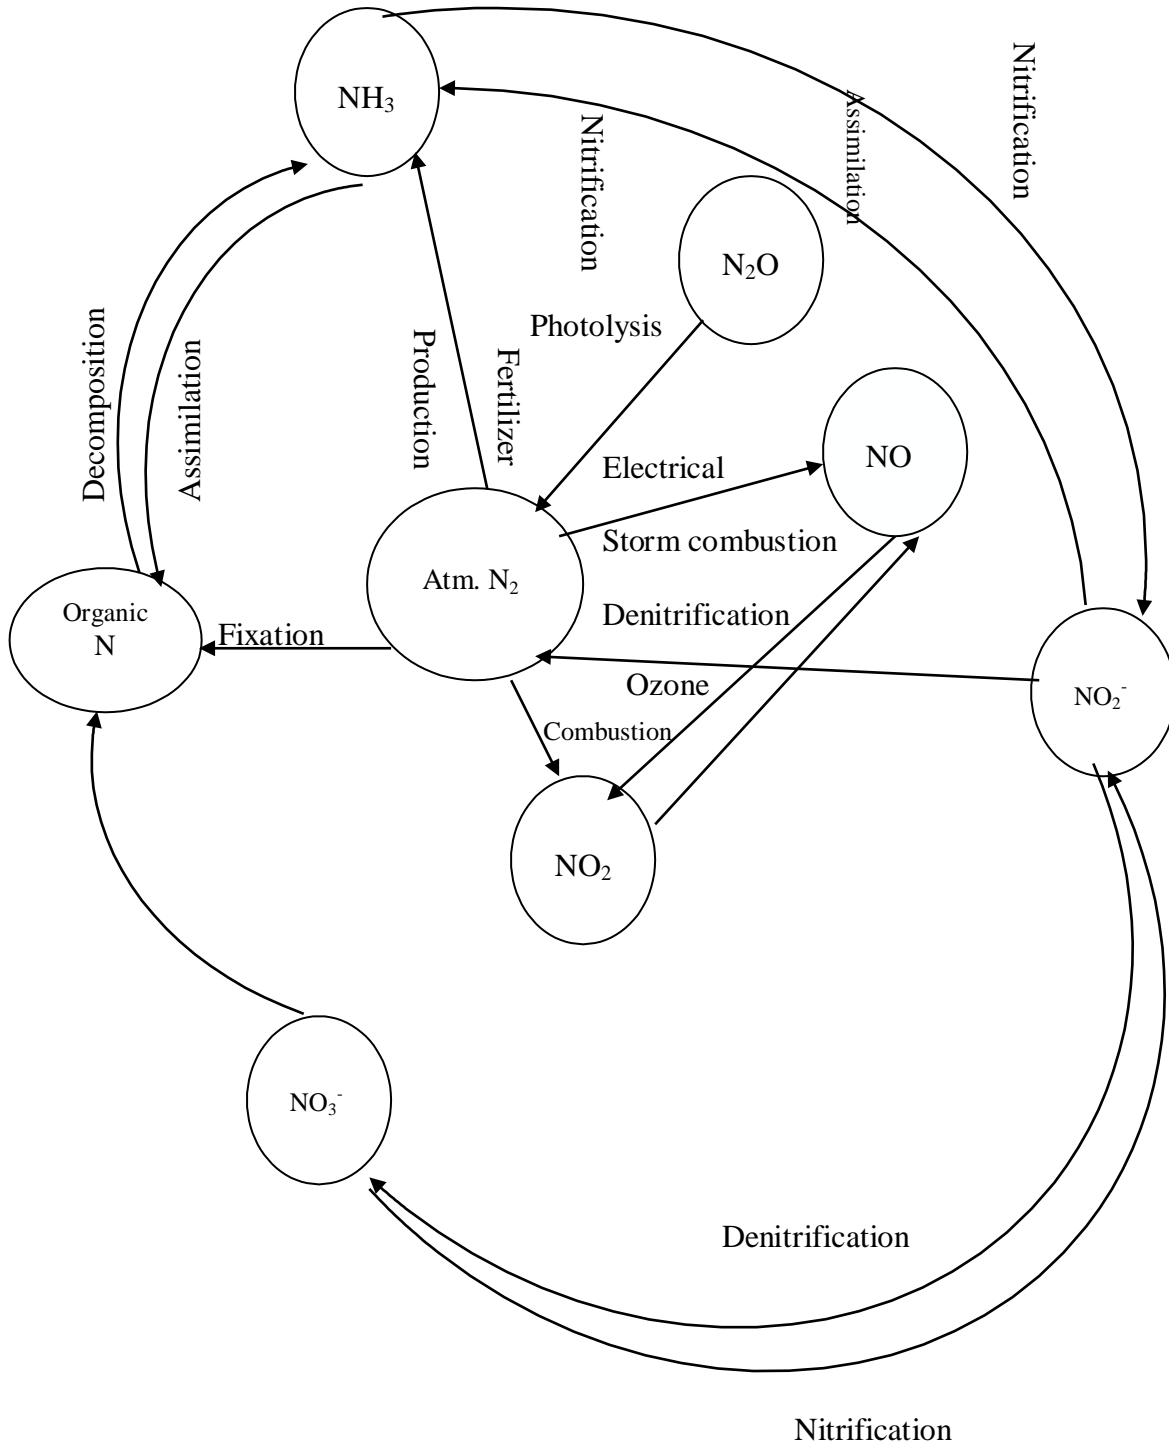 NH₃
Nitrification
Assimilation
Nitrification
N₂O
Photolysis
Decomposition
Assimilation
Production
Fertilizer
Electrical
NO
Storm combustion
Atm. N₂
Denitrification
Organic
N
Fixation
Ozone
NO₂⁻
Combustion
NO₂
NO₃⁻
Denitrification
Nitrification